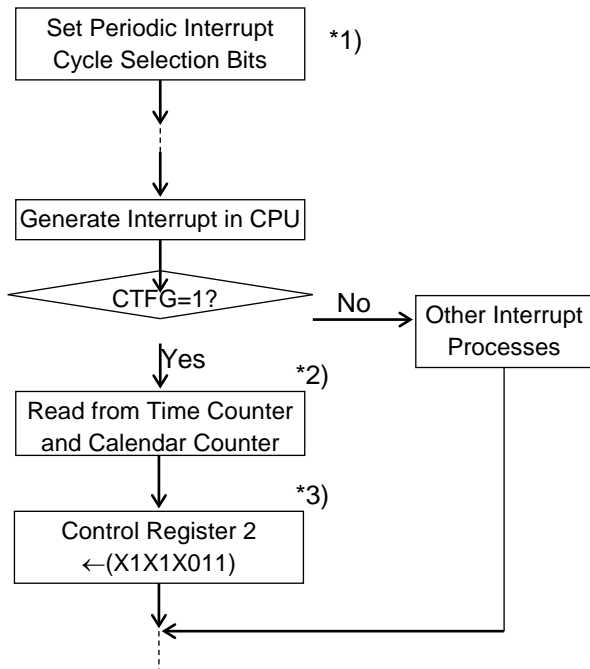 Set Periodic Interrupt
Cycle Selection Bits
*1)
Generate Interrupt in CPU
CTFG=1?
No
Other Interrupt
Processes
Yes
*2)
Read from Time Counter
and Calendar Counter
*3)
Control Register 2
←(X1X1X011)